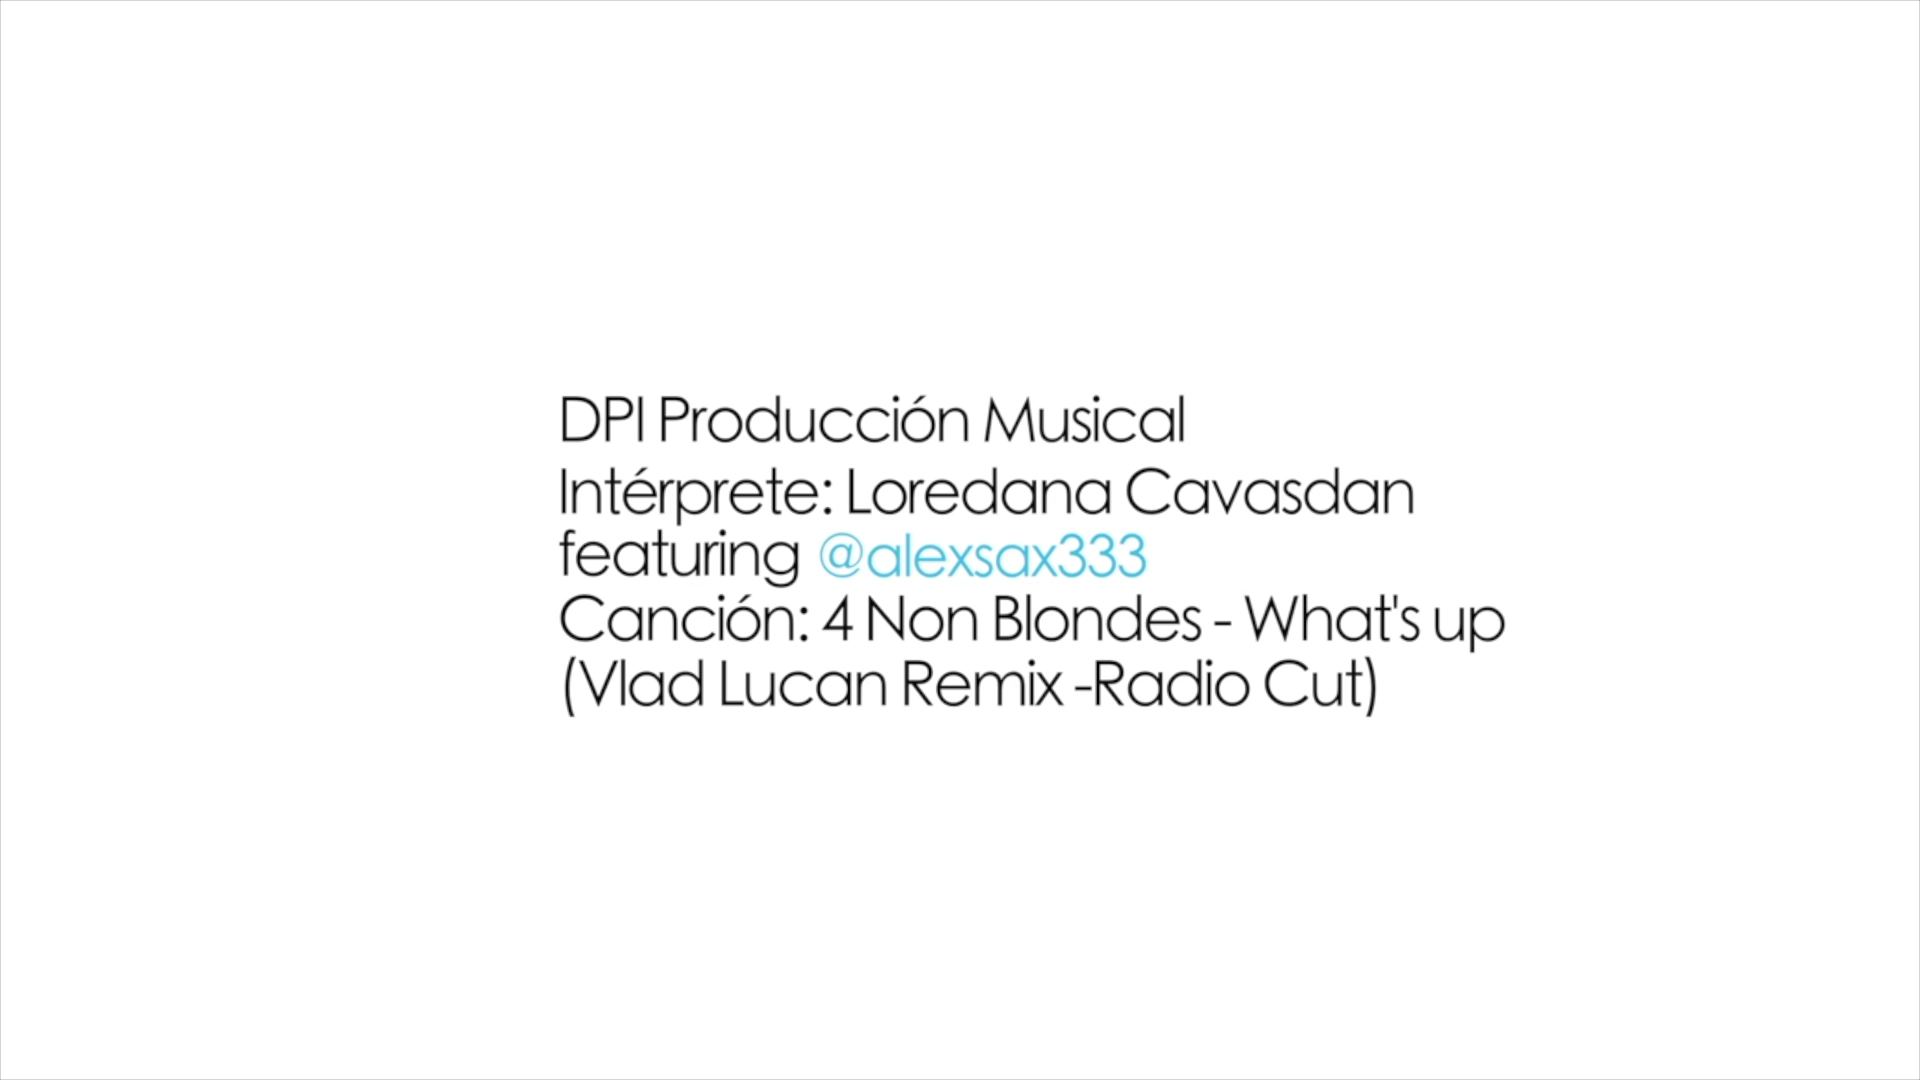 DPI Producción Musical
Intérprete: Loredana Cavasdan
featuring @alexsax333
Canción: 4 Non Blondes - What's up
(Vlad Lucan Remix -Radio Cut)